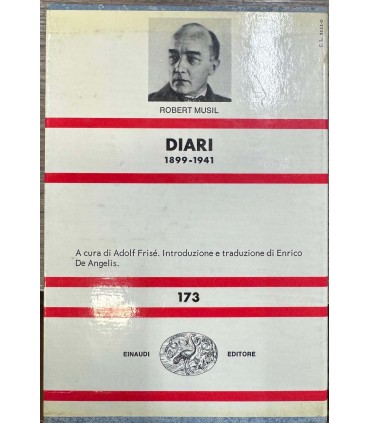 ROBERT MUSIL
DIARI
1899-1941
A cura di Adolf Frisé. Introduzione e traduzione di Enrico
De Angelis.
173
EINAUDI EDITORE